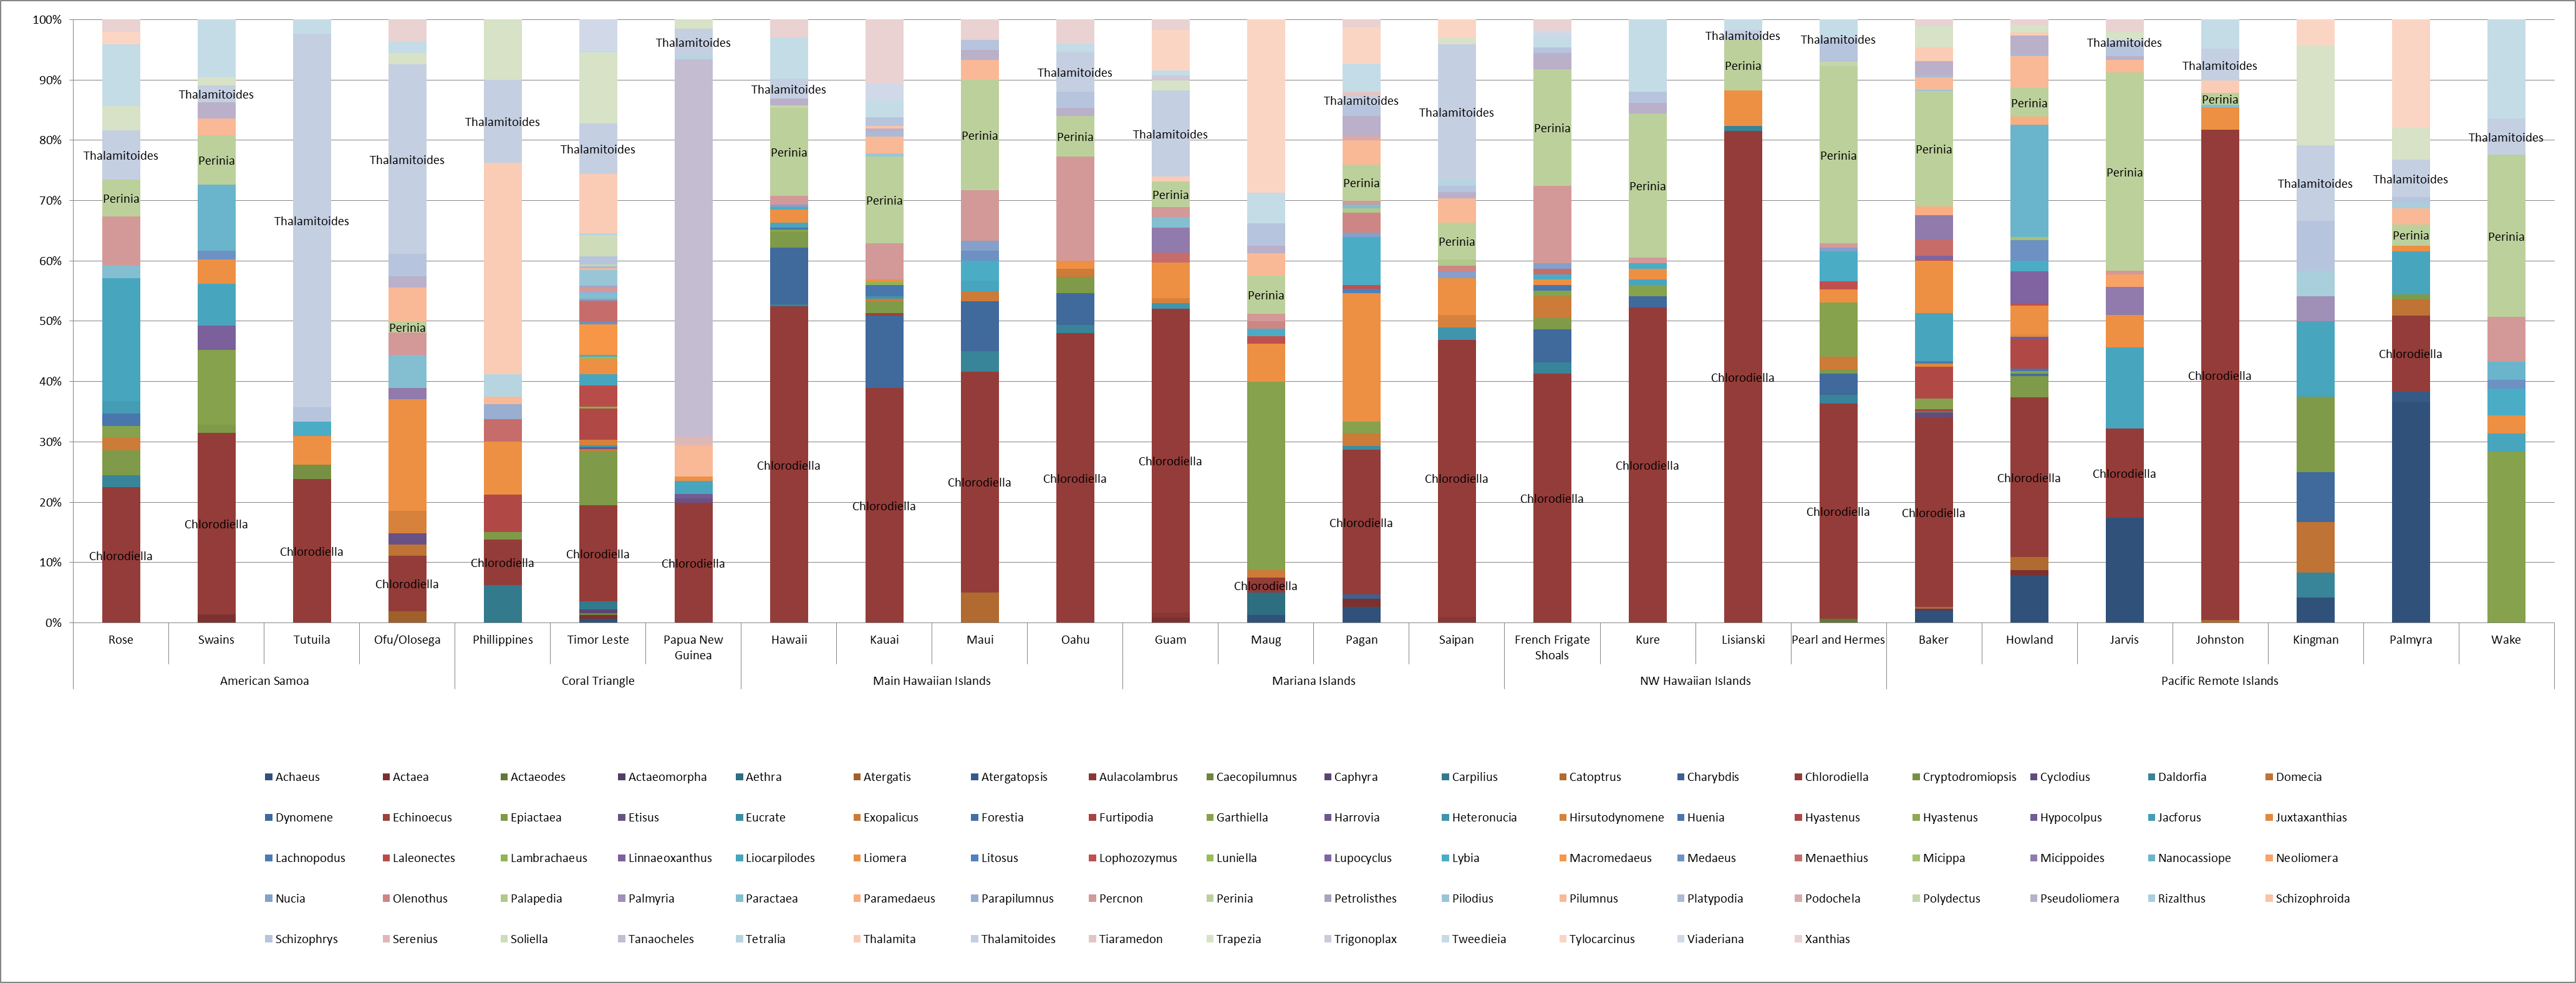 100%
90%
80%
70%
60%
50%
40%
30%
20%
10%
0%
Thalamitoides
Perinia
Chlorodiella
Thalamitoides
Perinia
Chlorodiella
Thalamitoides
Chlorodiella
Thalamitoides
Perinia
Chlorodiella
Thalamitoides
Chlorodiella
Thalamitoides
Chlorodiella
Thalamitoides
Chlorodiella
Thalamitoides
Perinia
Chlorodiella
Perinia
Chlorodiella
Perinia
Chlorodiella
Thalamitoides
Perinia
Chlorodiella
Thalamitoides
Perinia
Chlorodiella
Perinia
Chlorodiella
Thalamitoides
Perinia
Chlorodiella
Thalamitoides
Perinia
Chlorodiella
Perinia
Chlorodiella
Perinia
Chlorodiella
Thalamitoides
Perinia
Chlorodiella
Thalamitoides
Perinia
Chlorodiella
Perinia
Chlorodiella
Perinia
Chlorodiella
Thalamitoides
Perinia
Chlorodiella
Thalamitoides
Perinia
Chlorodiella
Thalamitoides
Thalamitoides
Perinia
Chlorodiella
Thalamitoides
Perinia
Rose Swains Tutuila Ofu/Olosega Phillippines Timor Leste Papua New Hawaii Kauai Maui Oahu Guam Maug Pagan Saipan French Frigate Kure Lisianski Pearl and Hermes Baker Howland Jarvis Johnston Kingman Palmyra Wake
Guinea Shoals
American Samoa Coral Triangle Main Hawaiian Islands Mariana Islands NW Hawaiian Islands Pacific Remote Islands
Achaeus Actaea Actaeodes Actaeomorpha Aethra Atergatis Atergatopsis Aulacolambrus Caecopilumnus Caphyra Carpilius Catoptrus Charybdis Chlorodiella Cryptodromiopsis Cyclodius Daldorfia Domecia
Dynomene Echinoecus Epiactaea Etisus Eucrate Exopalicus Forestia Furtipodia Garthiella Harrovia Heteronucia Hirsutodynomene Huenia Hyastenus Hyastenus Hypocolpus Jacforus Juxtaxanthias
Lachnopodus Laleonectes Lambrachaeus Linnaeoxanthus Liocarpilodes Liomera Litosus Lophozozymus Luniella Lupocyclus Lybia Macromedaeus Medaeus Menaethius Micippa Micippoides Nanocassiope Neoliomera
Nucia Olenothus Palapedia Palmyria Paractaea Paramedaeus Parapilumnus Percnon Perinia Petrolisthes Pilodius Pilumnus Platypodia Podochela Polydectus Pseudoliomera Rizalthus Schizophroida
Schizophrys Serenius Soliella Tanaocheles Tetralia Thalamita Thalamitoides Tiaramedon Trapezia Trigonoplax Tweedieia Tylocarcinus Viaderiana Xanthias